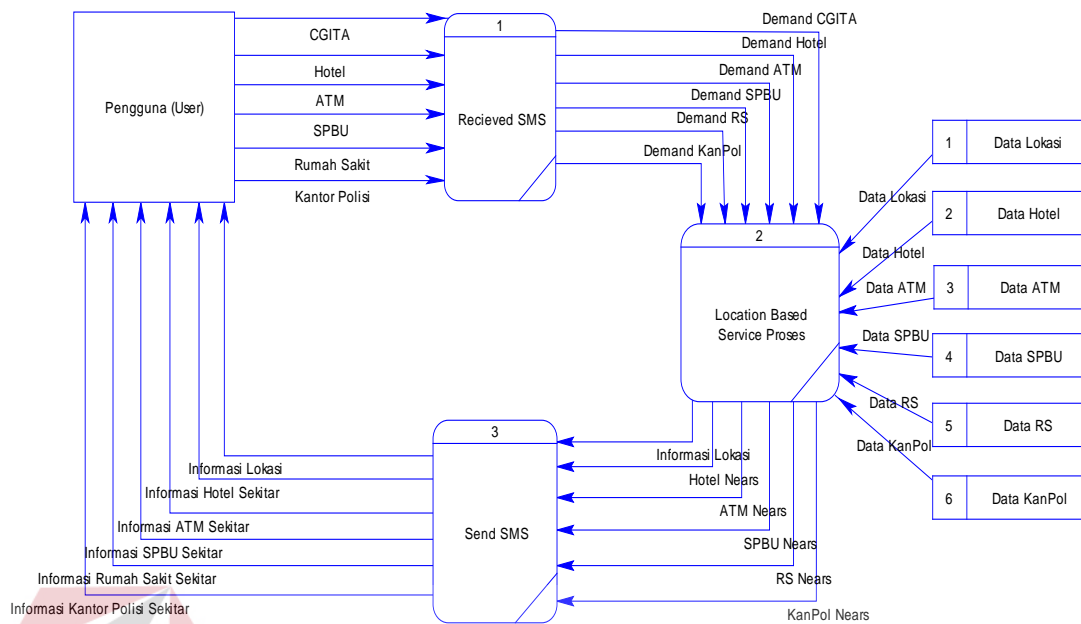 Pengguna (User)
CGITA
Hotel
ATM
SPBU
Rumah Sakit
Kantor Polisi
1
Recieved SMS
Demand CGITA
Demand Hotel
Demand ATM
Demand SPBU
Demand RS
Demand KanPol
2
Location Based
Service Proses
1
Data Lokasi
2
Data Hotel
3
Data ATM
4
Data SPBU
5
Data RS
6
Data KanPol
Data Lokasi
Data Hotel
Data ATM
Data SPBU
Data RS
Data KanPol
3
Send SMS
Informasi Lokasi
Hotel Nears
ATM Nears
SPBU Nears
RS Nears
KanPol Nears
Informasi Lokasi
Informasi Hotel Sekitar
Informasi ATM Sekitar
Informasi SPBU Sekitar
Informasi Rumah Sakit Sekitar
Informasi Kantor Polisi Sekitar